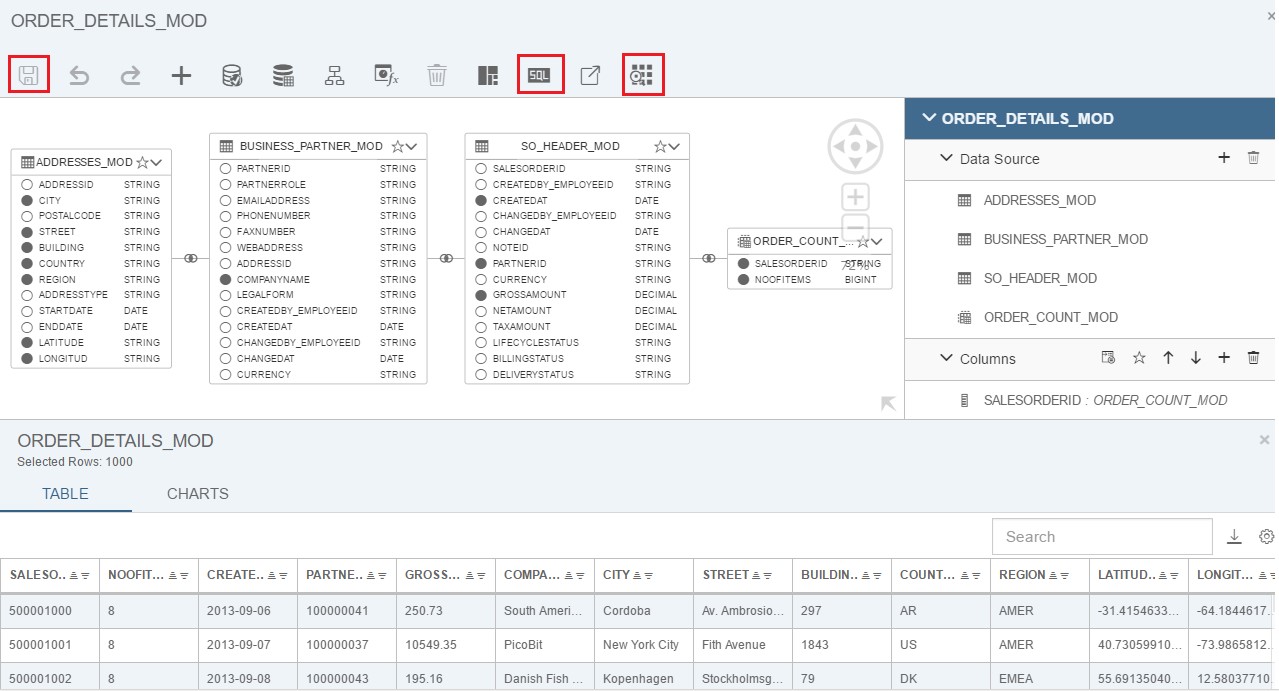 ORDER_DETAILS_MOD
SQL
fx
ADDRESSES_MOD
ADDRESSID STRING
CITY STRING
POSTALCODE STRING
STREET STRING
BUILDING STRING
COUNTRY STRING
REGION STRING
ADDRESSTYPE STRING
STARTDATE DATE
ENDDATE DATE
LATITUDE STRING
LONGITUD STRING
BUSINESS_PARTNER_MOD
PARTNERID STRING
PARTNERROLE STRING
EMAILADDRESS STRING
PHONENUMBER STRING
FAXNUMBER STRING
WEBADDRESS STRING
ADDRESSID STRING
COMPANYNAME STRING
LEGALFORM STRING
CREATEDBY_EMPLOYEEID STRING
CREATEDAT DATE
CHANGEDBY_EMPLOYEEID STRING
CHANGEDAT DATE
CURRENCY STRING
SO_HEADER_MOD
SALESORDERID STRING
CREATEDBY_EMPLOYEEID STRING
CREATEDAT DATE
CHANGEDBY_EMPLOYEEID STRING
CHANGEDAT DATE
NOTEID STRING
PARTNERID STRING
CURRENCY STRING
GROSSAMOUNT DECIMAL
NETAMOUNT DECIMAL
TAXAMOUNT DECIMAL
LIFECYCLESTATUS STRING
BILLINGSTATUS STRING
DELIVERYSTATUS STRING
ORDER_COUNT_...
SALESORDERID STRING
NOOFITEMS BIGINT
72%
ORDER_DETAILS_MOD
Data Source
ADDRESSES_MOD
BUSINESS_PARTNER_MOD
SO_HEADER_MOD
ORDER_COUNT_MOD
Columns
SALESORDERID : ORDER_COUNT_MOD
ORDER_DETAILS_MOD
Selected Rows: 1000
TABLE CHARTS
Search
SALESO.. NOOFIT... CREATE.. PARTNE.. GROSS... COMPA... CITY STREET BUILDIN.. COUNT... REGION LATITUD.. LONGIT...
500001000 8 2013-09-06 100000041 250.73 South Ameri... Cordoba Av. Ambrosio... 297 AR AMER -31.4154633... -64.1844617...
500001001 8 2013-09-07 100000037 10549.35 PicoBit New York City Fith Avenue 1843 US AMER 40.73059910... -73.9865812...
500001002 8 2013-09-08 100000043 195.16 Danish Fish ... Kopenhagen Stockholmsg... 79 DK EMEA 55.69135040... 12.58037710...